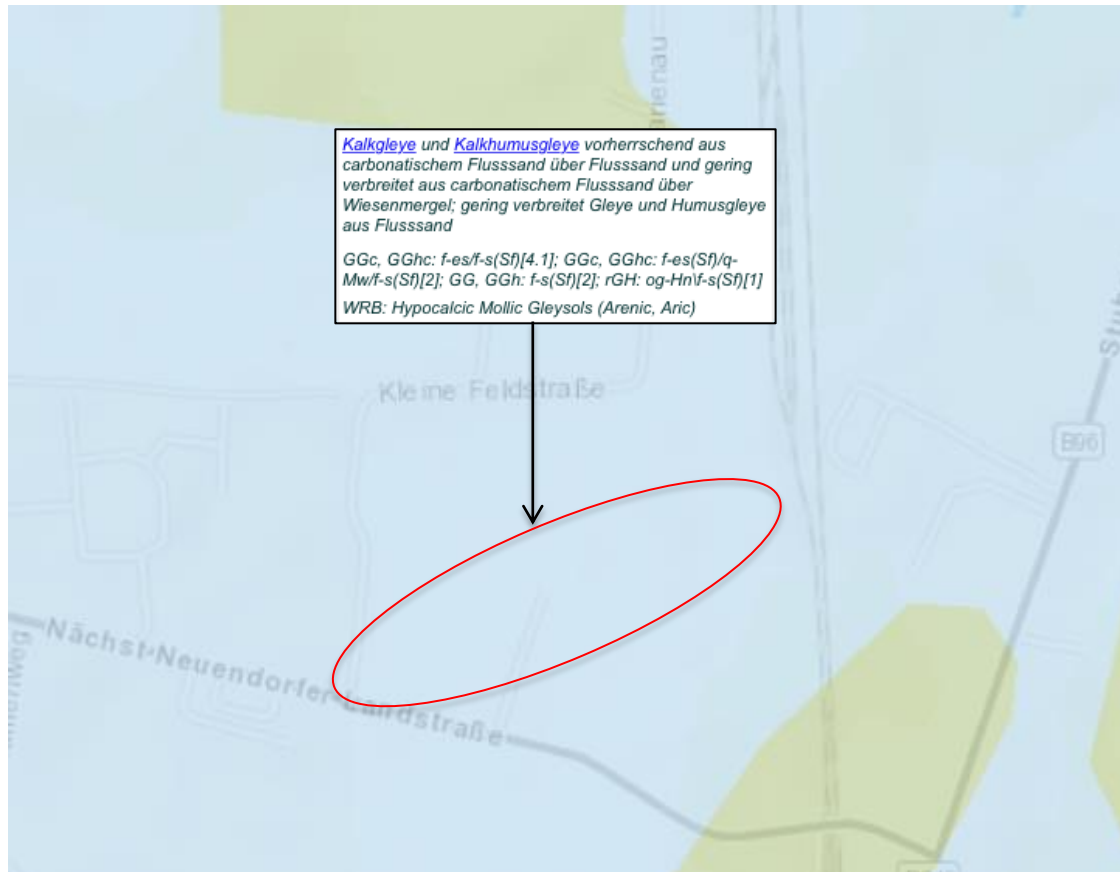 Kalkgleye und Kalkhumusgleye vorherrschend aus
carbonatischem Flusssand über Flusssand und gering
verbreitet aus carbonatischem Flusssand über
Wiesenmergel; gering verbreitet Gleye und Humusgleye
aus Flusssand
GGc, GGhc: f-es/f-s(Sf)[4.1]; GGc, GGhc: f-es(Sf)/q-
Mw/f-s(Sf)[2]; GG, GGh: f-s(Sf)[2]; rGH: og-Hn\f-s(Sf)[1]
WRB: Hypocalcic Mollic Gleysols (Arenic, Aric)
Kleine Feldstraße
B96
Nächst-Neuendorfer-Landstraße